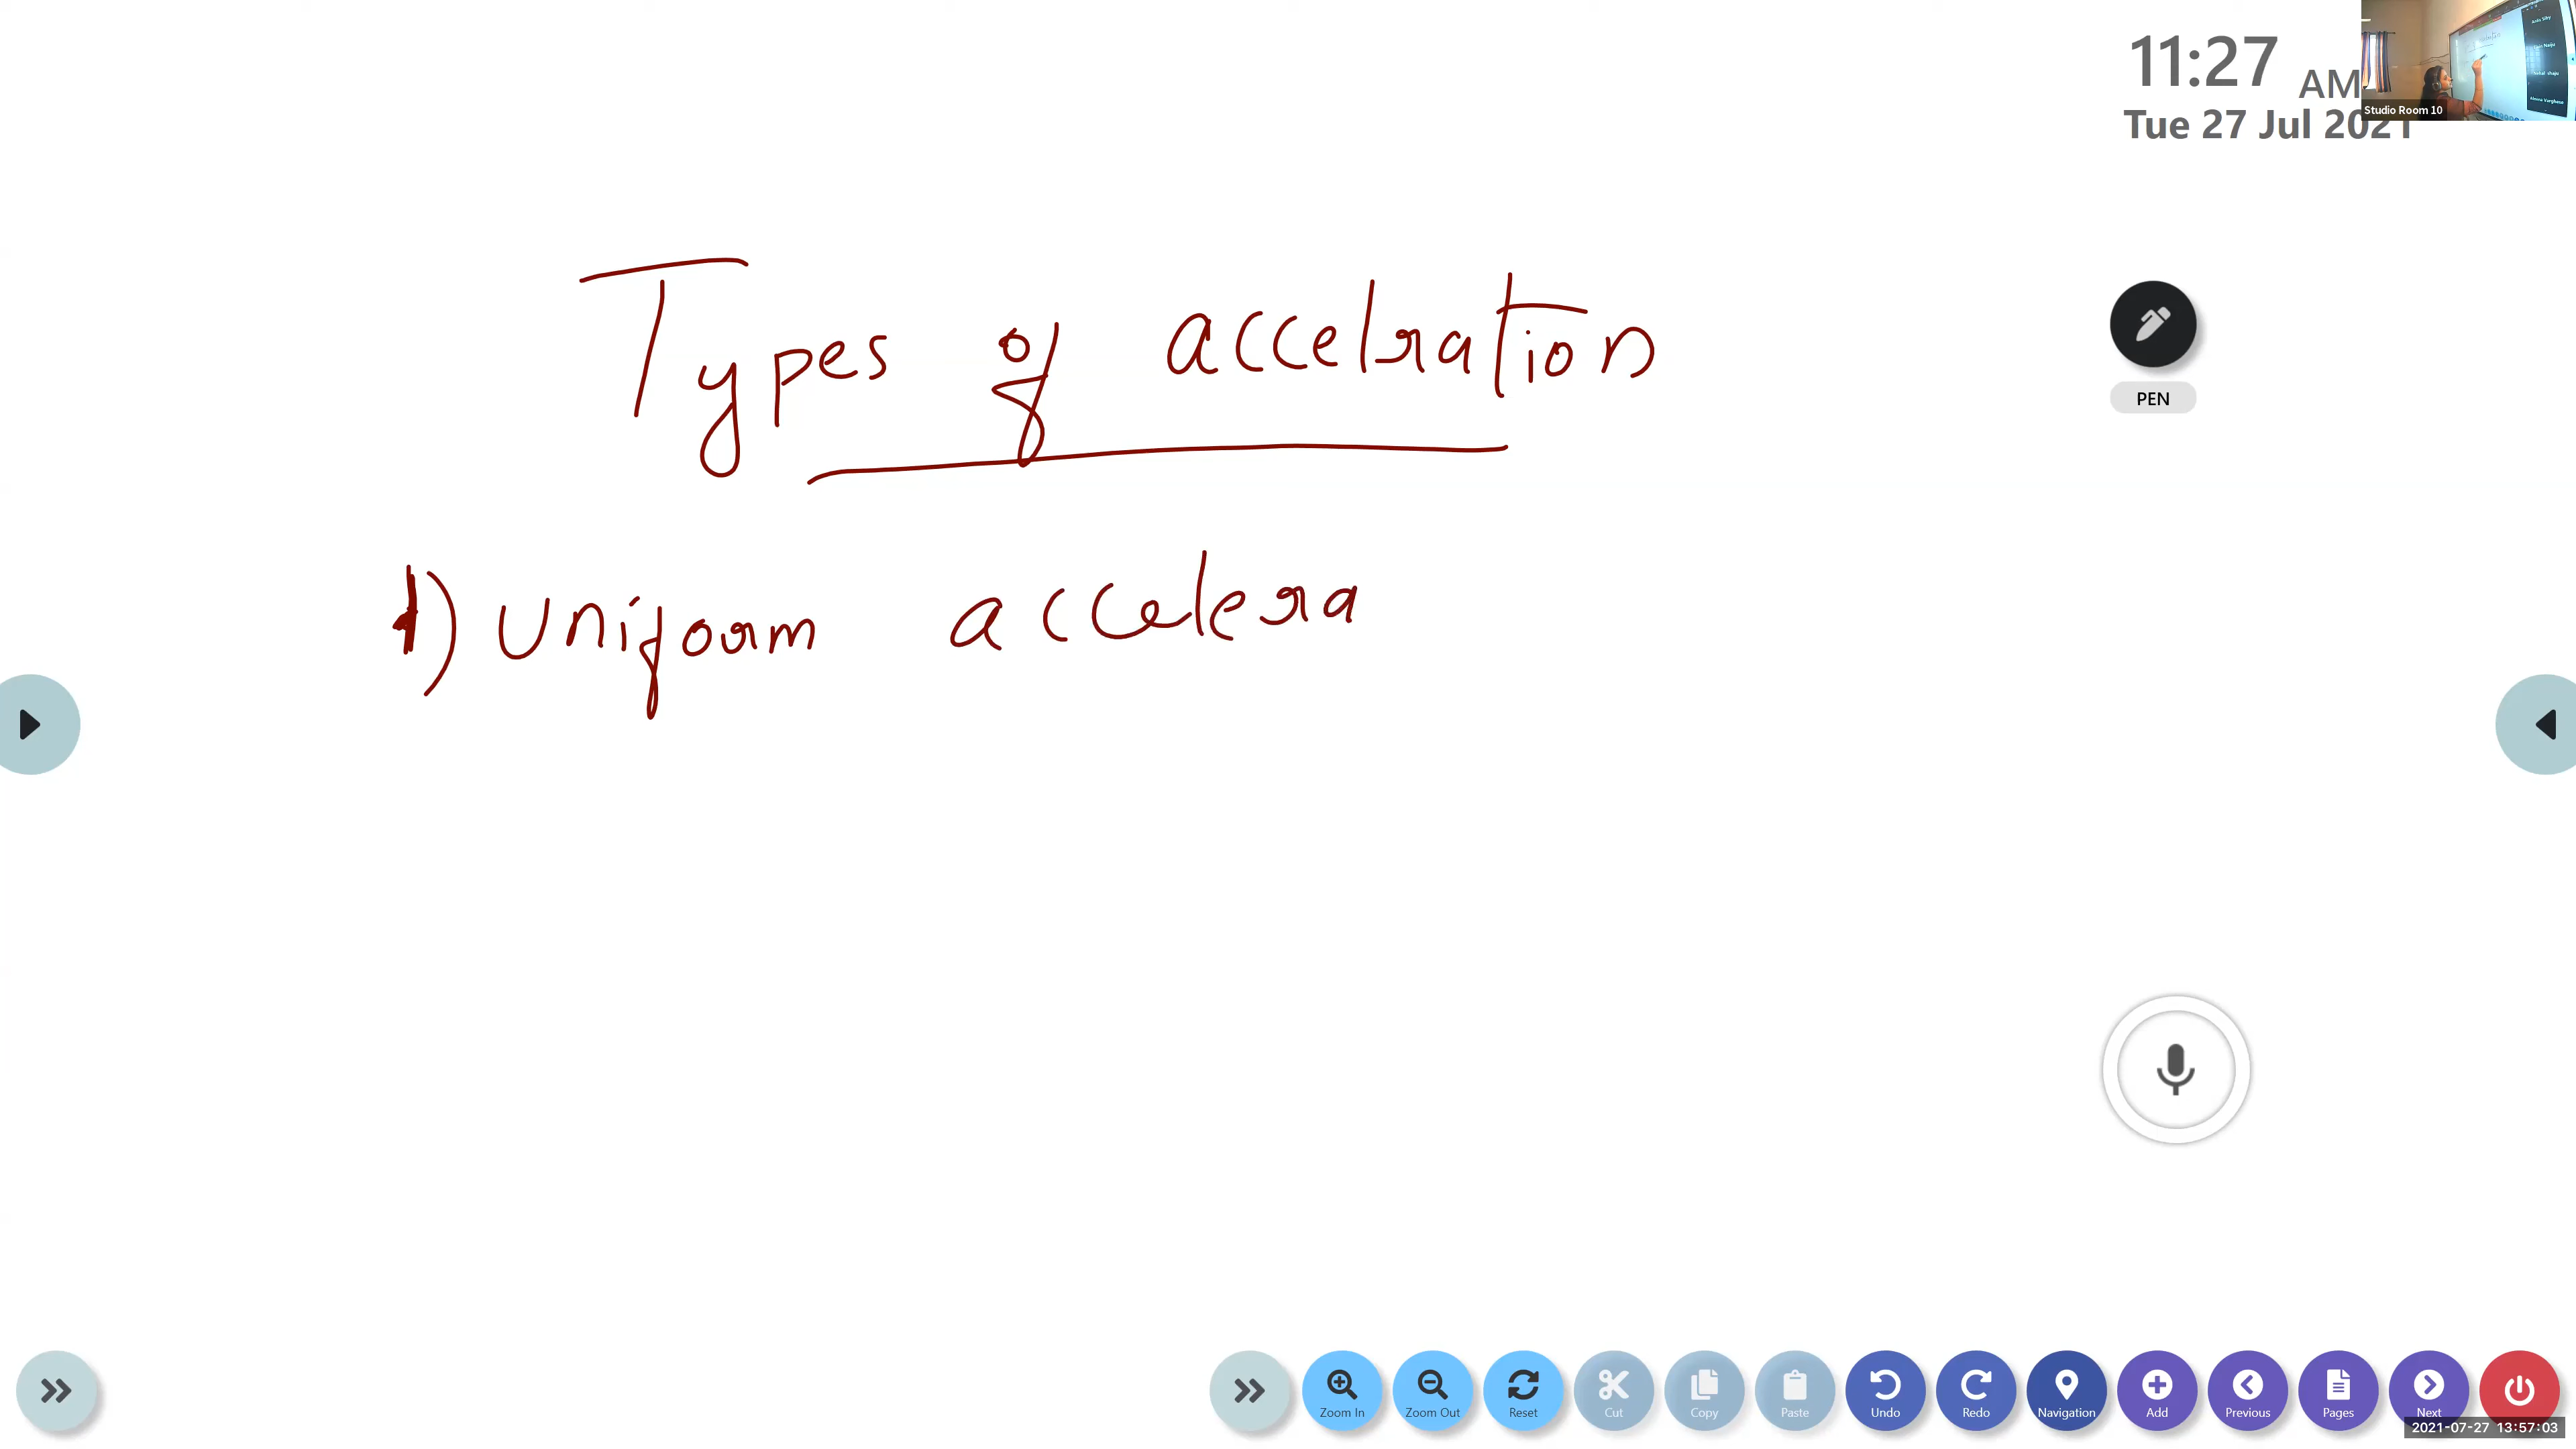 11:27 AM
Tue 27 Jul 2021
Studio Room 10
Types of accelration
PEN
1) Uniform accelera
Zoom In
Zoom Out
Reset
Cut
Copy
Paste
Undo
Redo
Navigation
Add
Previous
Pages
Next
2021-07-27 13:57:03